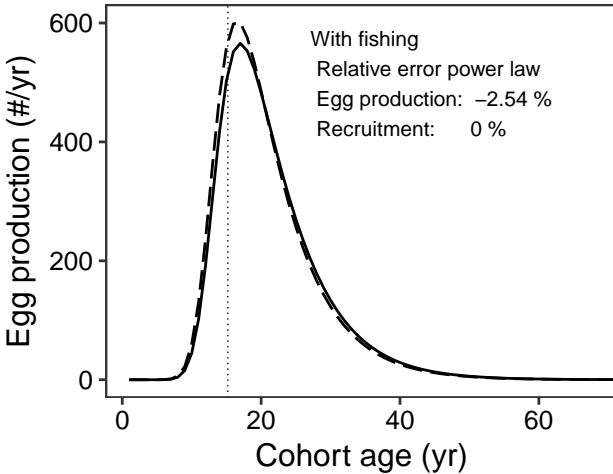 With fishing
Relative error power law
Egg production: −2.54 %
Recruitment: 0 %
Egg production (#/yr)
600
400
200
0
0 20 40 60
Cohort age (yr)